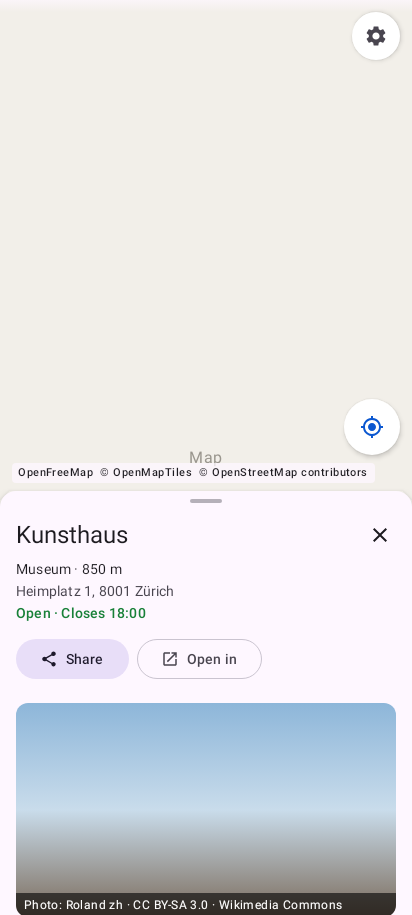 Map
OpenFreeMap © OpenMapTiles © OpenStreetMap contributors
Kunsthaus
Museum · 850 m
Heimplatz 1, 8001 Zürich
Open · Closes 18:00
Share
Open in
Photo: Roland zh · CC BY-SA 3.0 · Wikimedia Commons